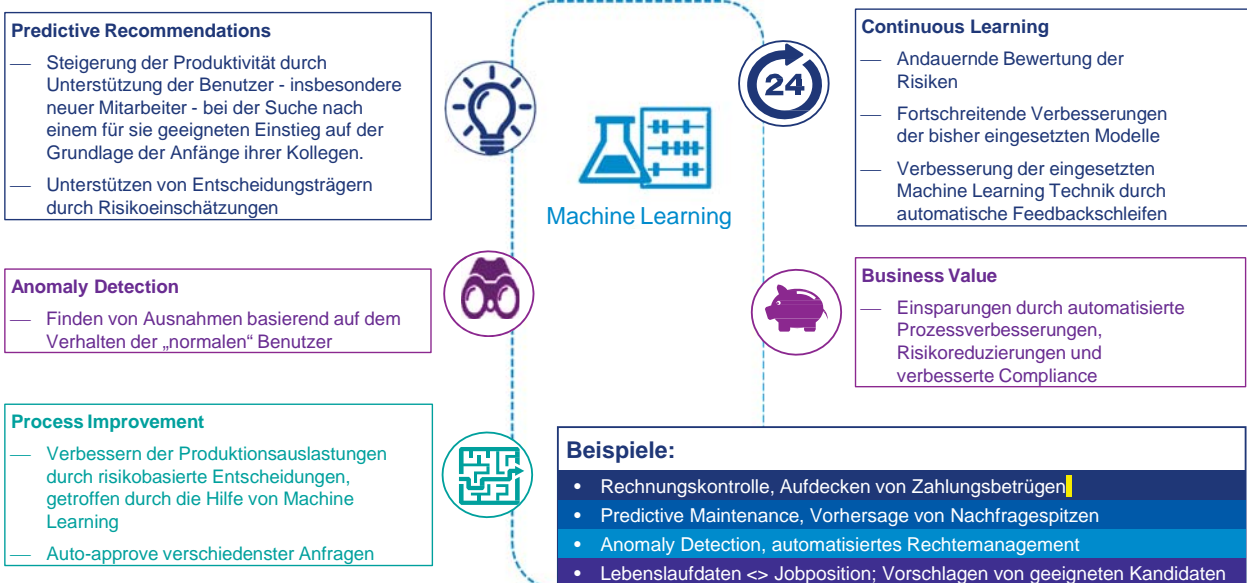 Predictive Recommendations
— Steigerung der Produktivität durch
Unterstützung der Benutzer - insbesondere
neuer Mitarbeiter - bei der Suche nach
einem für sie geeigneten Einstieg auf der
Grundlage der Anfänge ihrer Kollegen.
— Unterstützen von Entscheidungsträgern
durch Risikoeinschätzungen
Anomaly Detection
— Finden von Ausnahmen basierend auf dem
Verhalten der „normalen" Benutzer
Process Improvement
— Verbessern der Produktionsauslastungen
durch risikobasierte Entscheidungen,
getroffen durch die Hilfe von Machine
Learning
— Auto-approve verschiedenster Anfragen
Machine Learning
24
Continuous Learning
— Andauernde Bewertung der
Risiken
— Fortschreitende Verbesserungen
der bisher eingesetzten Modelle
— Verbesserung der eingesetzten
Machine Learning Technik durch
automatische Feedbackschleifen
Business Value
— Einsparungen durch automatisierte
Prozessverbesserungen,
Risikoreduzierungen und
verbesserte Compliance
Beispiele:
• Rechnungskontrolle, Aufdecken von Zahlungsbetrügen
• Predictive Maintenance, Vorhersage von Nachfragespitzen
• Anomaly Detection, automatisiertes Rechtemanagement
• Lebenslaufdaten <> Jobposition; Vorschlagen von geeigneten Kandidaten